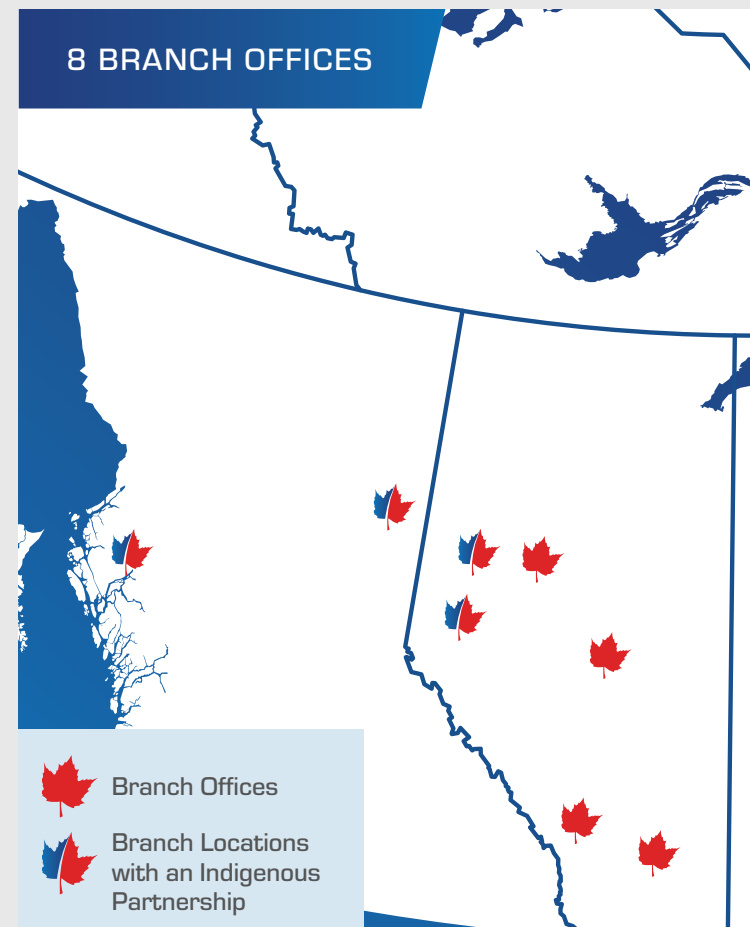 8 BRANCH OFFICES
Branch Offices
Branch Locations
with an Indigenous
Partnership